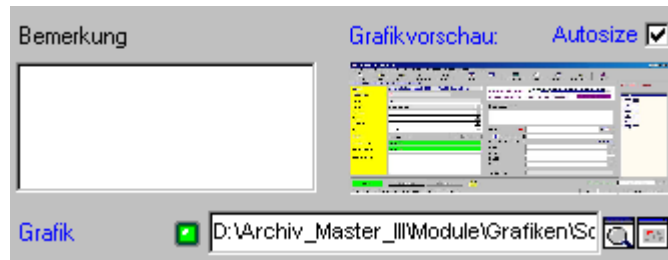 Bemerkung
Grafikvorschau:
Autosize
Grafik
D:\Archiv_Master_III\Module\Grafiken\Sc